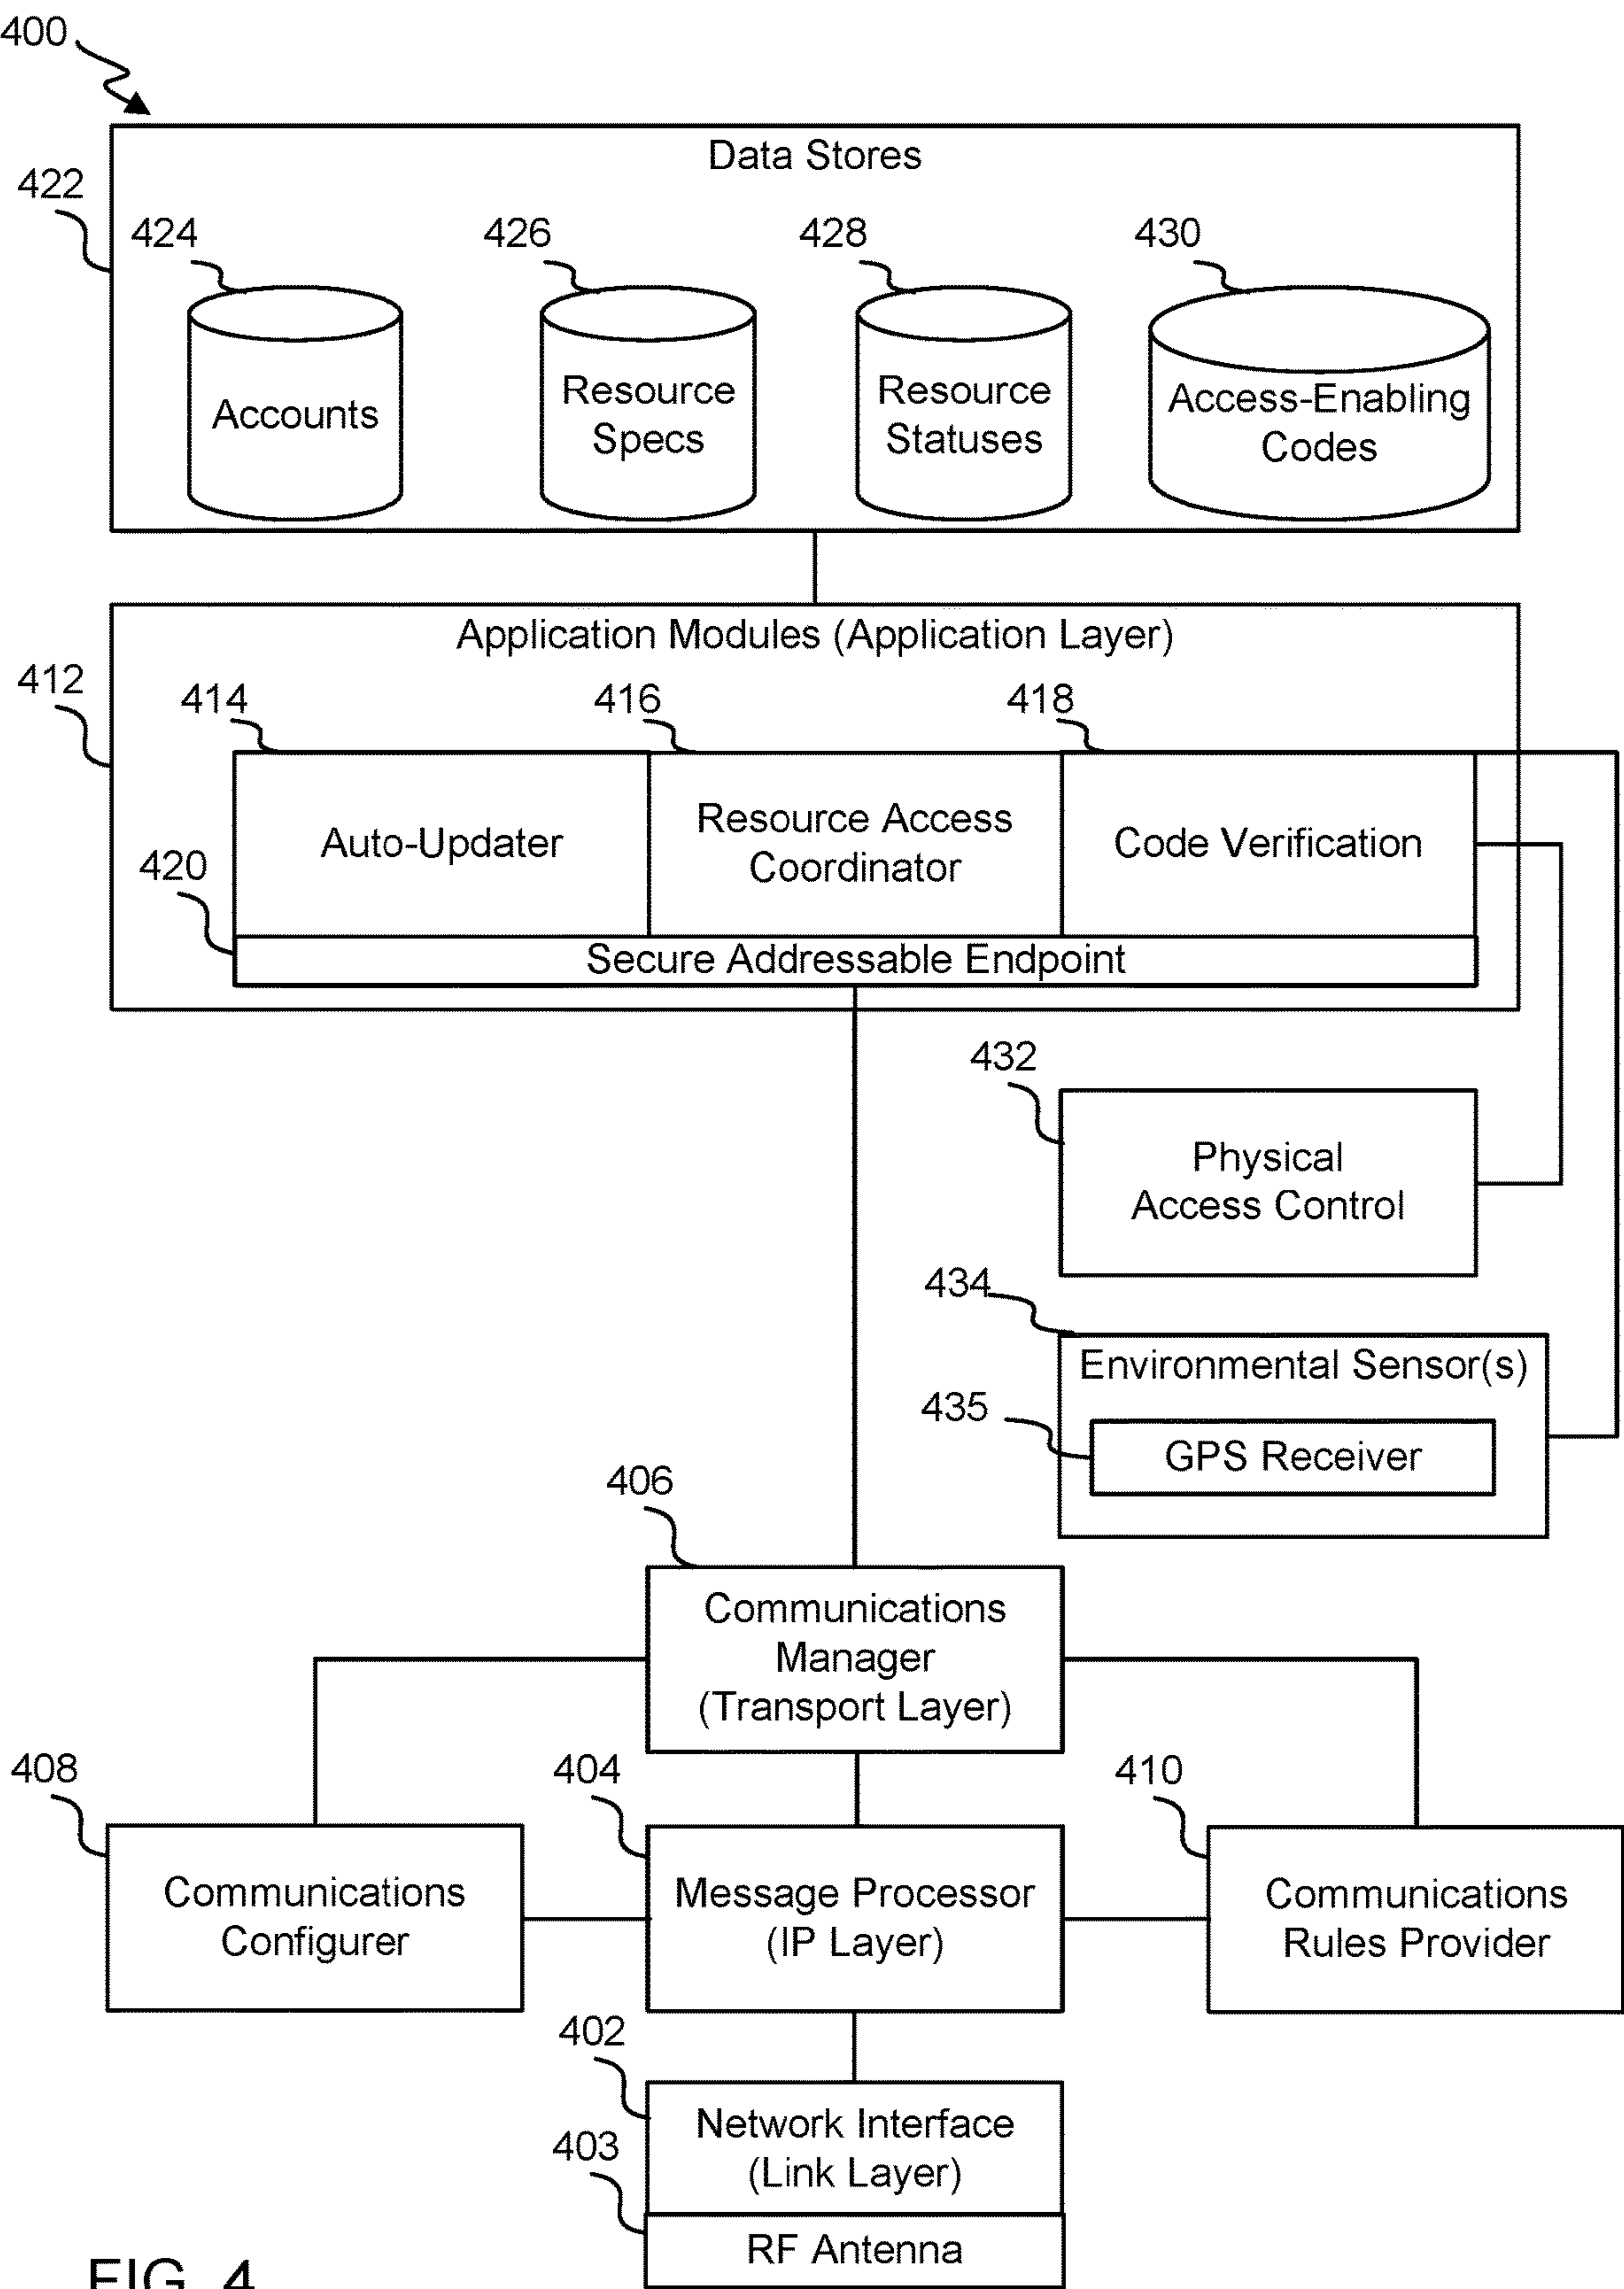 400
Data Stores
422
424
426
428
430
Accounts
Resource
Specs
Resource
Statuses
Access-Enabling
Codes
Application Modules (Application Layer)
412
414
416
418
Auto-Updater
Resource Access
Coordinator
Code Verification
420
Secure Addressable Endpoint
432
Physical
Access Control
434
Environmental Sensor(s)
435
GPS Receiver
406
Communications
Manager
(Transport Layer)
408
404
410
Communications
Configurer
Message Processor
(IP Layer)
Communications
Rules Provider
402
Network Interface
(Link Layer)
403
RF Antenna
FIG. 4